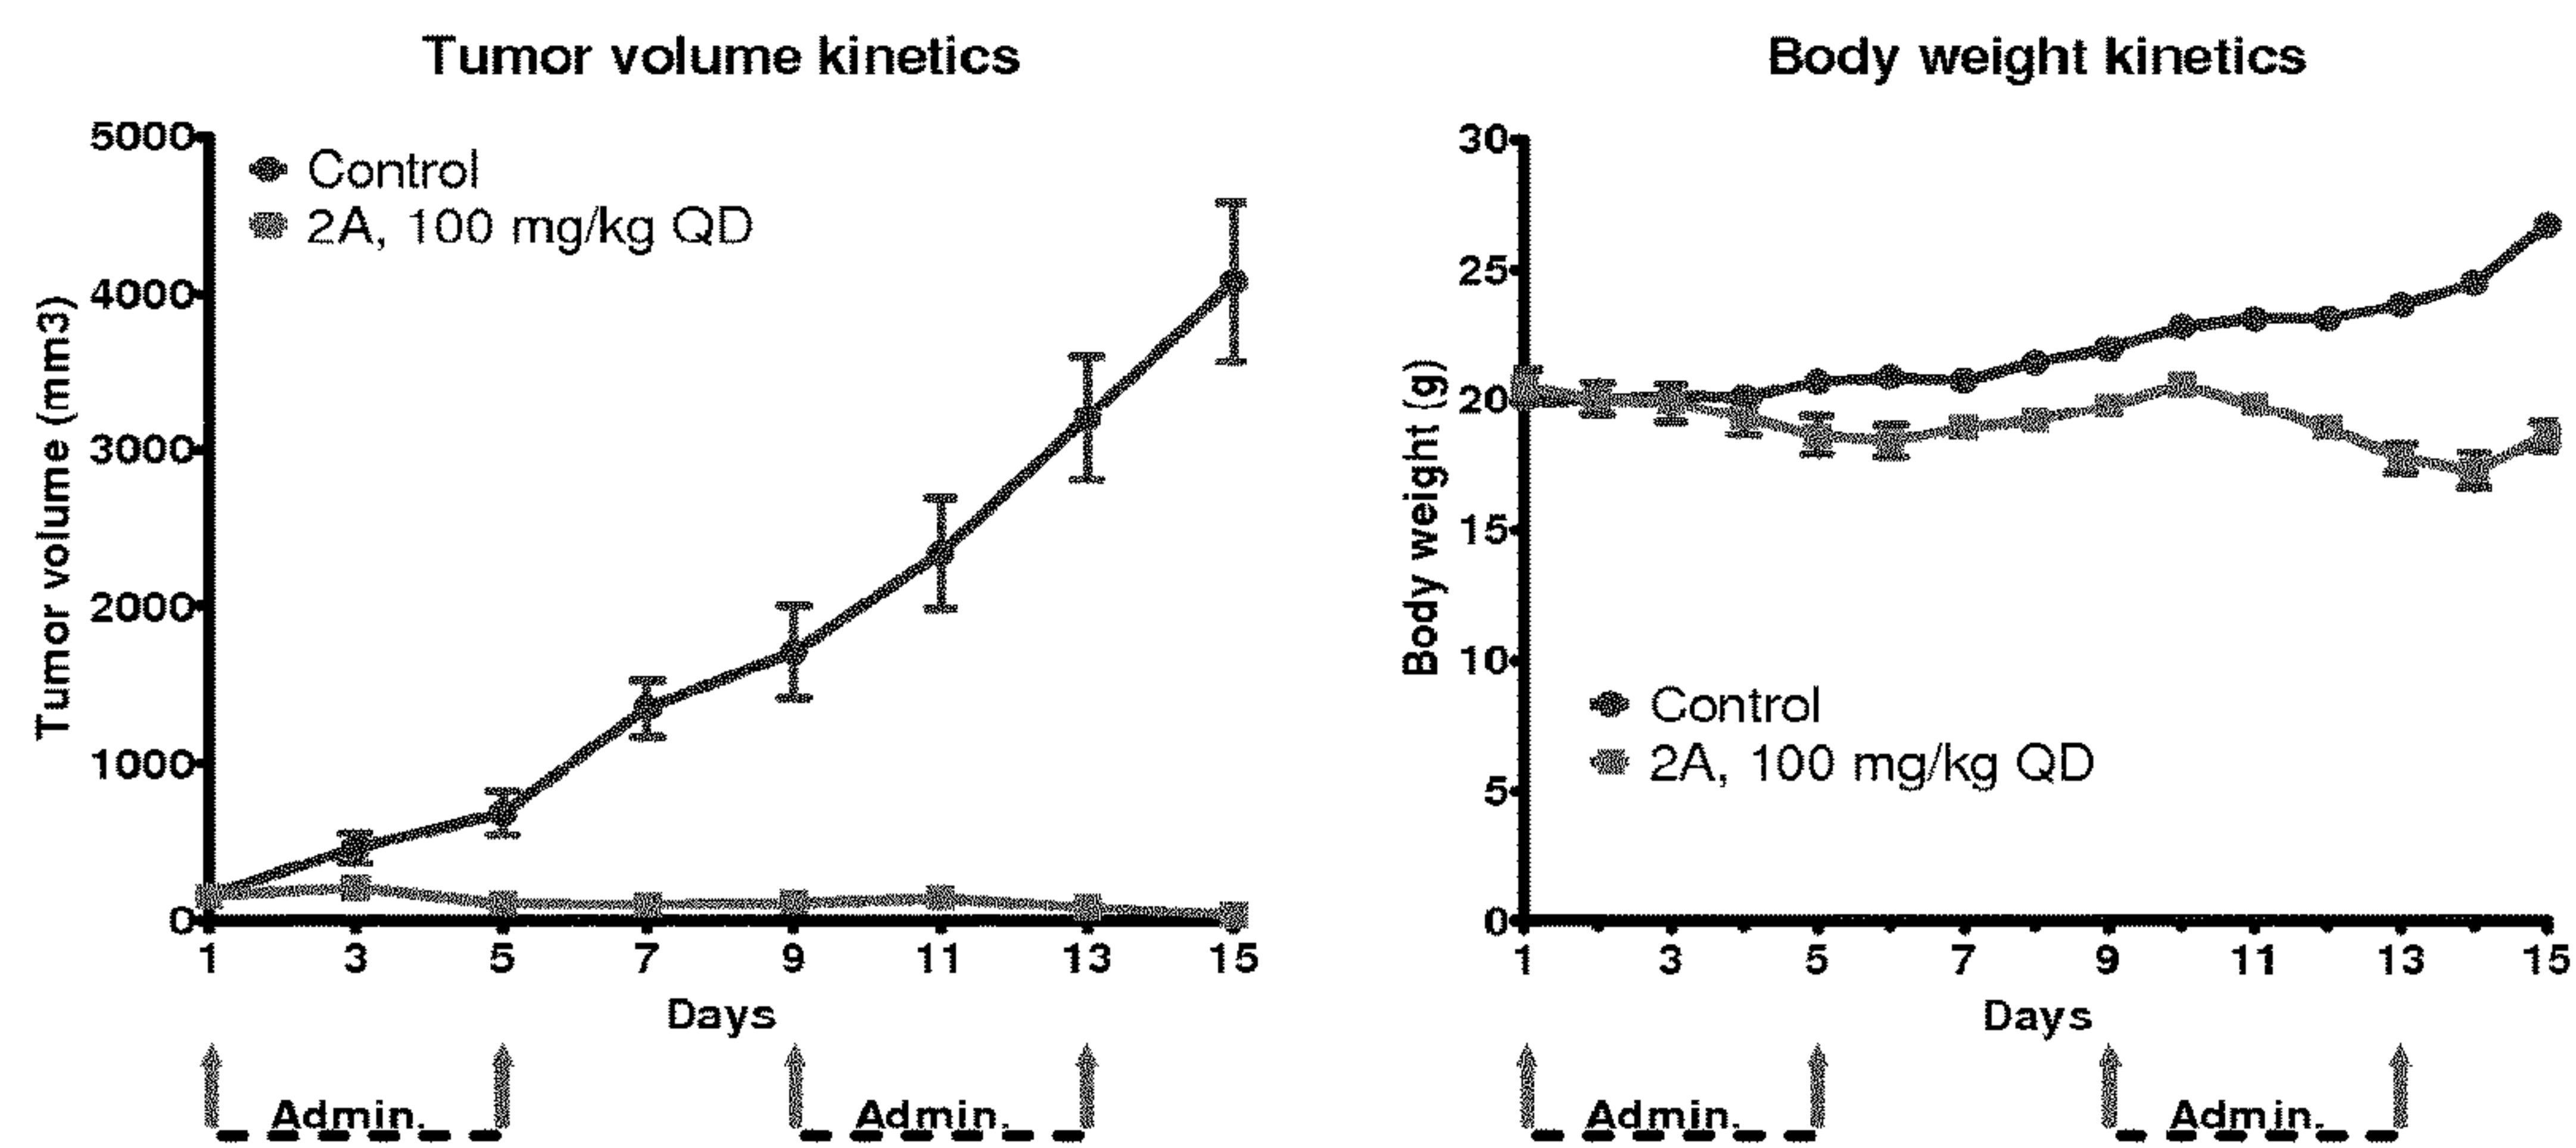 Tumor volume kinetics
Tumor volume (mm3)
5000
4000
3000
2000
1000
0
Control
2A, 100 mg/kg QD
1 3 5 7 9 11 13 15
Days
Admin. Admin.
Body weight kinetics
Body weight (g)
30
25
20
15
10
5
0
Control
2A, 100 mg/kg QD
1 3 5 7 9 11 13 15
Days
Admin. Admin.